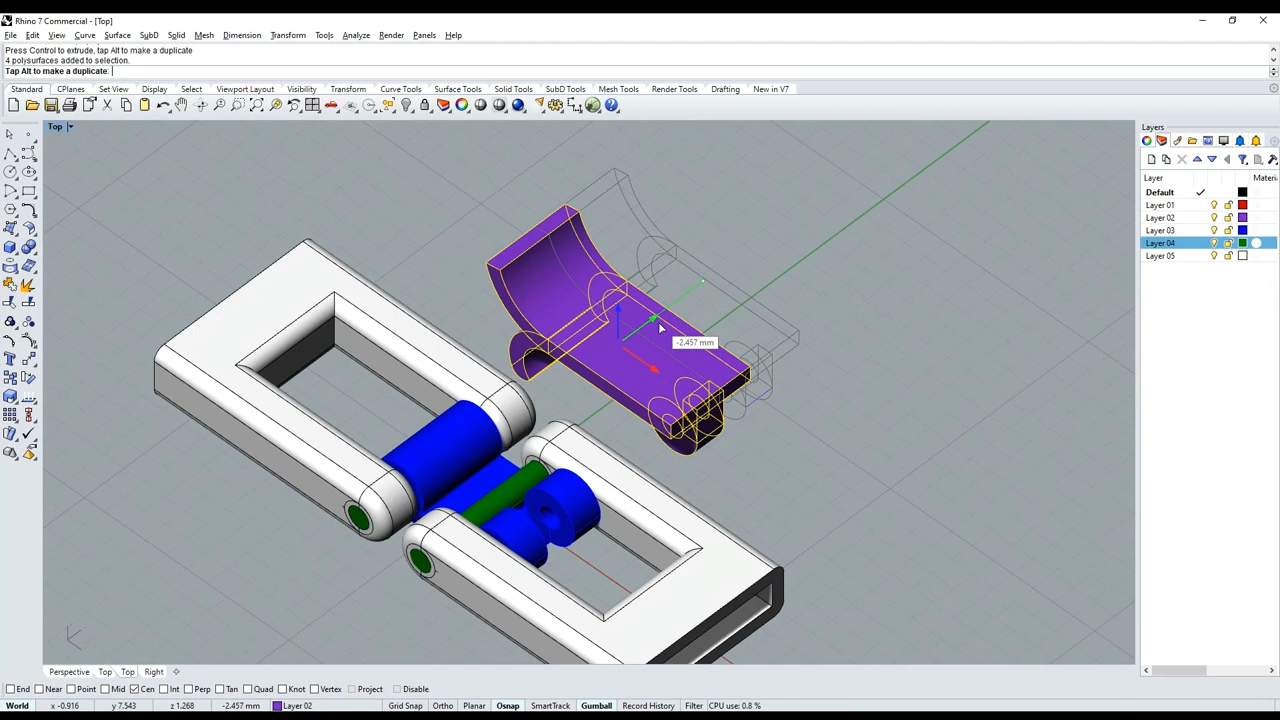 Rhino 7 Commercial - [Top]
File Edit View Curve Surface SubD Solid Mesh Dimension Transform Tools Analyze Render Panels Help
Press Control to extrude, tap Alt to make a duplicate
4 polysurfaces added to selection.
Tap Alt to make a duplicate:
Standard CPlanes Set View Display Select Viewport Layout Visibility Transform Curve Tools Surface Tools Solid Tools SubD Tools Mesh Tools Render Tools Drafting New in V7
Top
Layers
Layer Materi
Default
Layer 01
Layer 02
Layer 03
Layer 04
Layer 05
-2.457 mm
Perspective Top Top Right
End Near Point Mid Cen Int Perp Tan Quad Knot Vertex Project Disable
World x -0.916 y 7.543 z 1.268 -2.457 mm Layer 02 Grid Snap Ortho Planar Osnap SmartTrack Gumball Record History Filter CPU use: 0.8 %